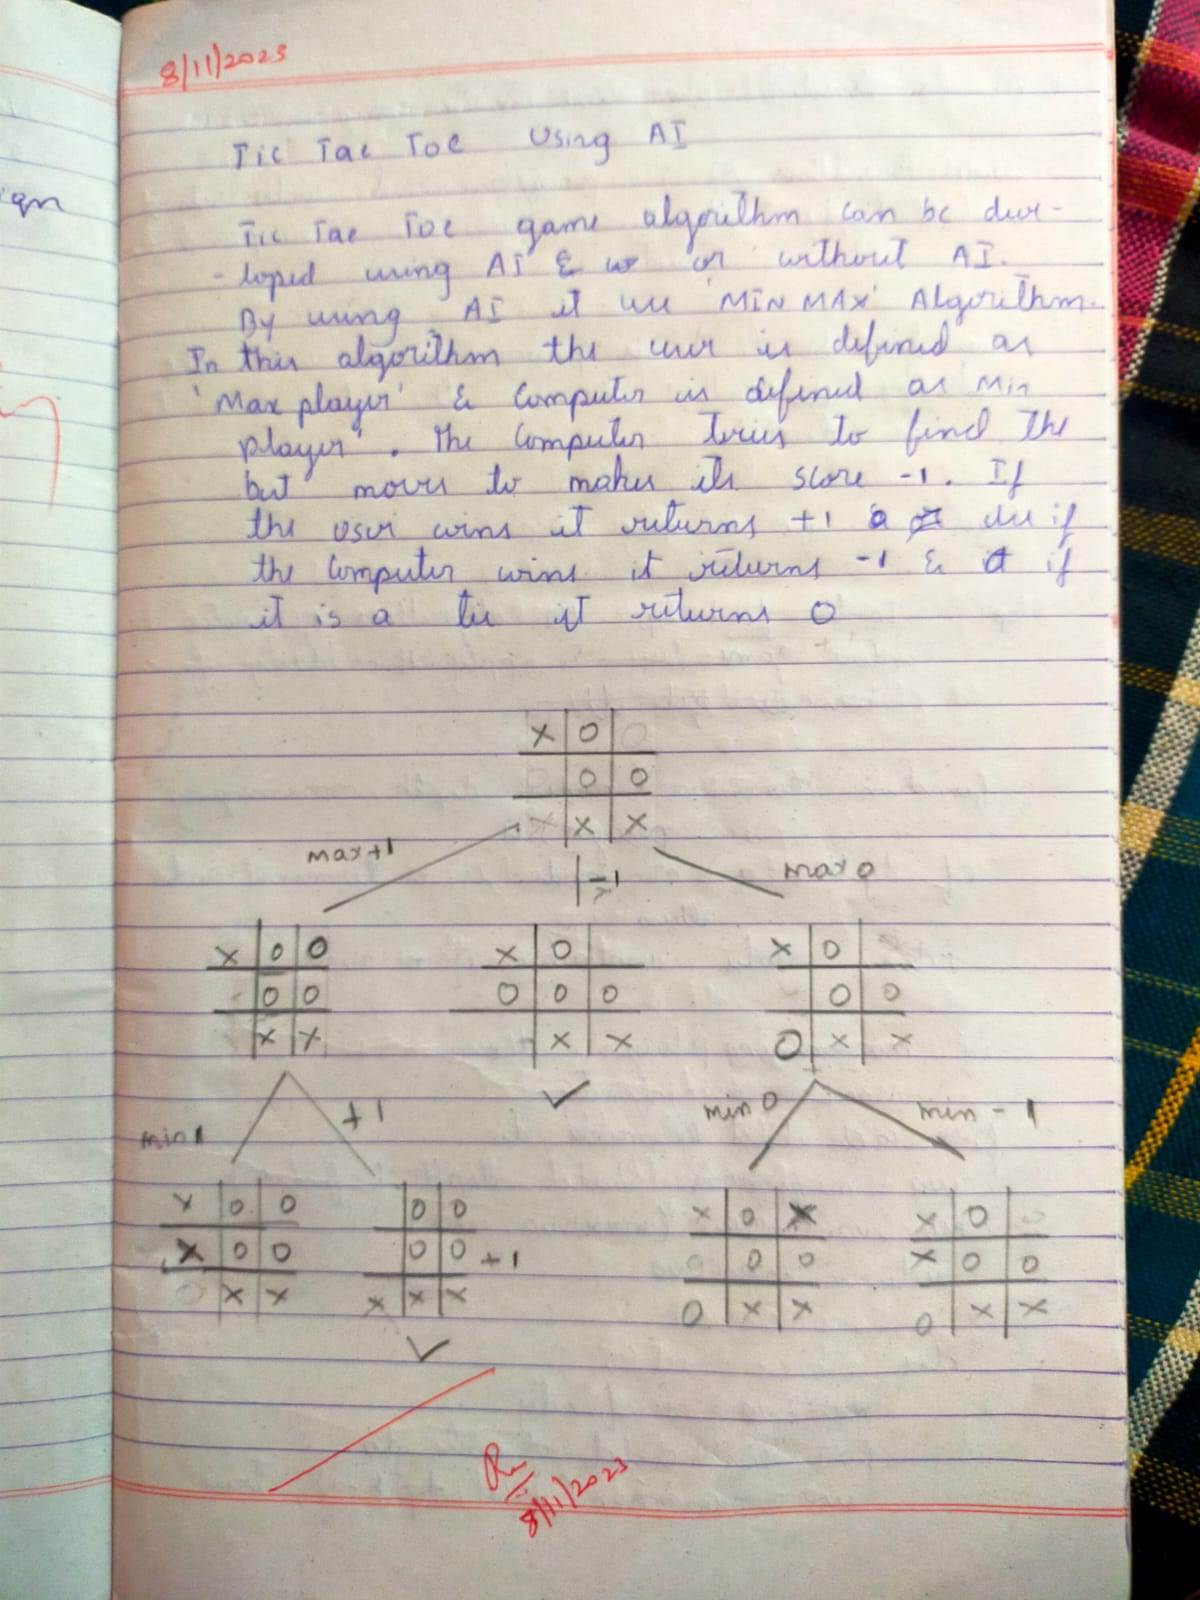 8/11/2023
ign
Tic Tac Toe Using AI
Tic Tac Toe game algorithm can be deve-
-loped using AI & or without AI.
By using AI it use 'MIN MAX' Algorithm.
In this algorithm the user is defined as
'Max player' & Computer is defined as Min
player'. The Computer tries to find the
best moves to makes its score -1. If
the user wins it returns +1 & if
the Computer wins it returns -1 & if
it is a tie it returns 0
X O
O O
X X X
max+1
-1
max 0
X O O
X O
X O
O O
O O O
O O
X X
X X
O X X
min 1
+1
min 0
min - 1
X O O
O O
X O X
X O
X O O
O O +1
O O O
X O O
O X X
X X X
O X X
O X X
8/11/2023